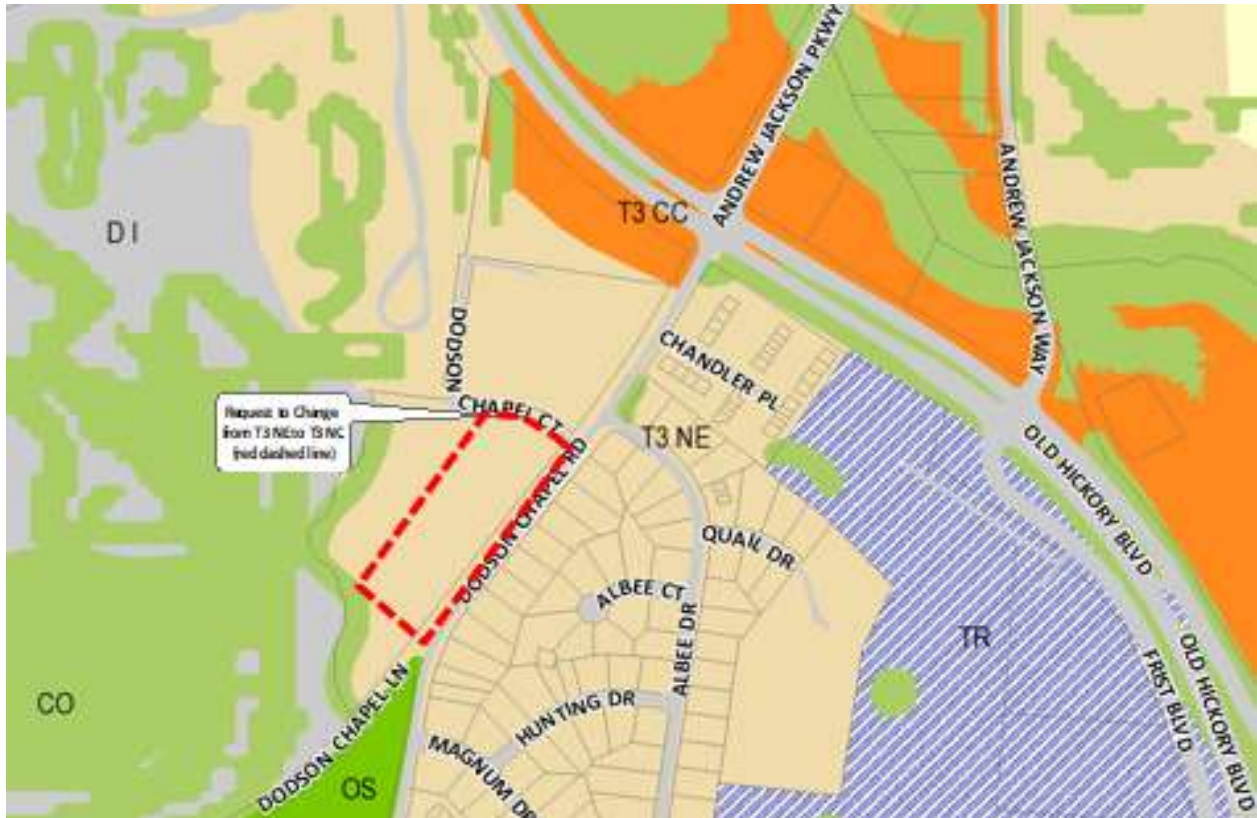 ANDREW JACKSON PKWY
T3 CC
ANDREW JACKSON WAY
D I
DODSON
CHAPEL CT
CHANDLER PL
Request to Change
from T3 NE to T3 NC
(red dashed line)
T3 NE
DODSON CHAPEL RD
OLD HICKORY BLVD
QUAIL DR
ALBEE CT
ALBEE DR
TR
CO
FRIST BLVD
OLD HICKORY BLVD
HUNTING DR
DODSON CHAPEL LN
MAGNUM DR
OS